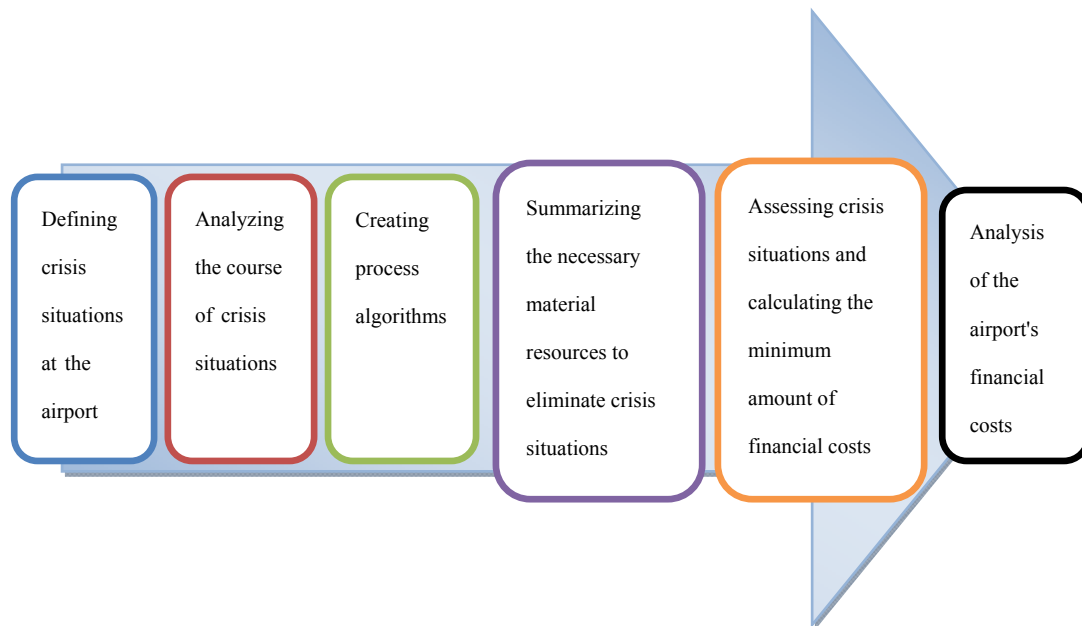 Defining
crisis
situations
at the
airport
Analyzing
the course
of crisis
situations
Creating
process
algorithms
Summarizing
the necessary
material
resources to
eliminate crisis
situations
Assessing crisis
situations and
calculating the
minimum
amount of
financial costs
Analysis
of the
airport's
financial
costs